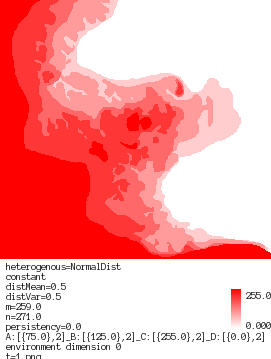 heterogenous=NormalDist
constant
distMean=0.5
distVar=0.5
m=259.0
n=271.0
persistency=0.0
255.0
0.000
A:[{75.0},2]_B:[{125.0},2]_C:[{255.0},2]_D:[{0.0},2]
environment dimension 0
t=1.png